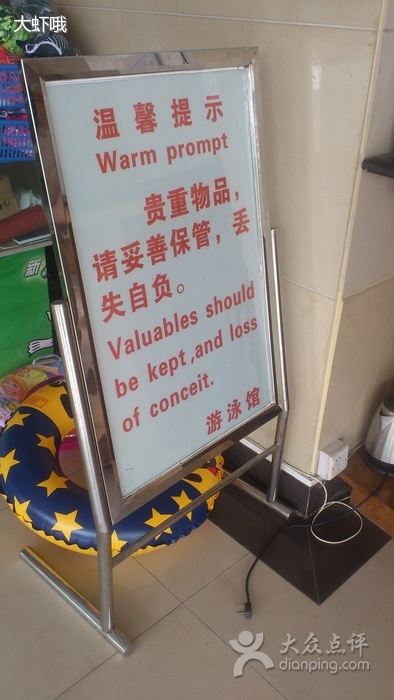 大虾哦
温馨提示
Warm prompt
贵重物品，
请妥善保管，丢
失自负。
Valuables should
be kept,and loss
of conceit.
游泳馆
新
大众点评
dianping.com